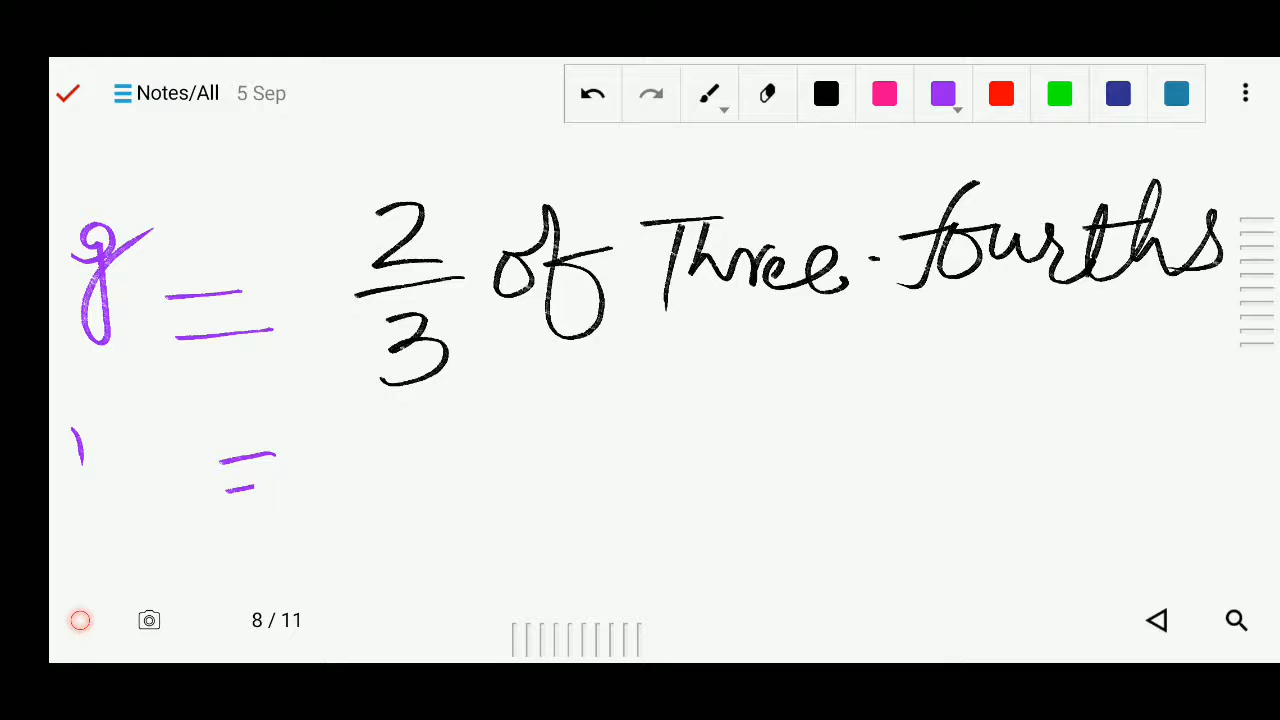 Notes/All 5 Sep
g = 2/3 of Three-fourths
=
8 / 11